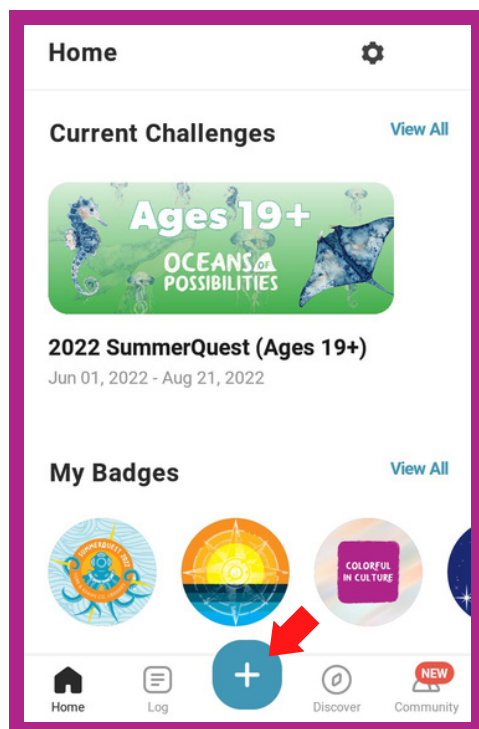 Home
Current Challenges
View All
Ages 19+
OCEANS OF
POSSIBILITIES
2022 SummerQuest (Ages 19+)
Jun 01, 2022 - Aug 21, 2022
My Badges
View All
SUMMERQUEST 2022
COLORFUL
IN CULTURE
+
NEW
Home
Log
Discover
Community